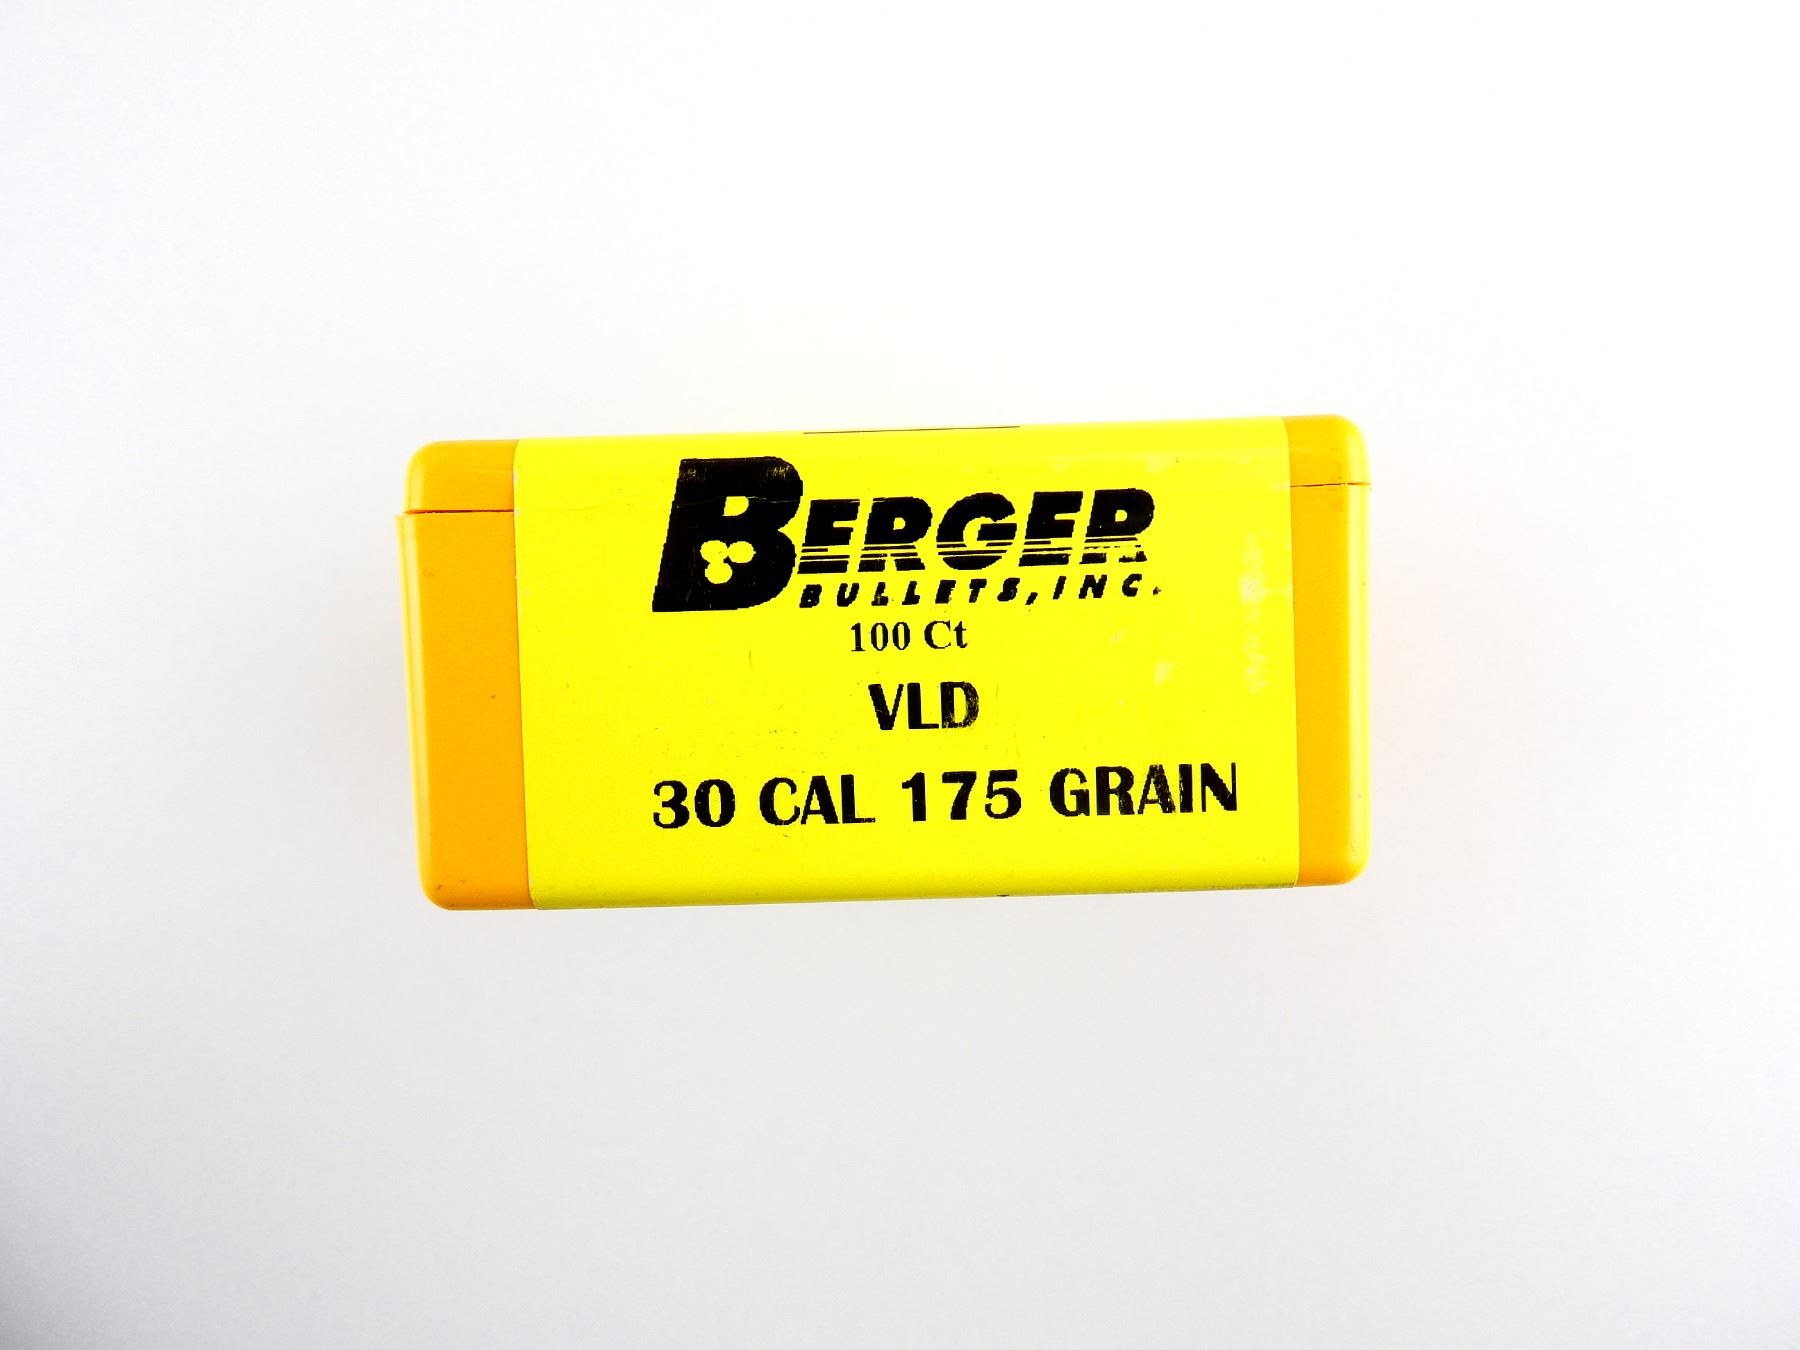 BERGER
BULLETS, INC.
100 Ct
VLD
30 CAL 175 GRAIN